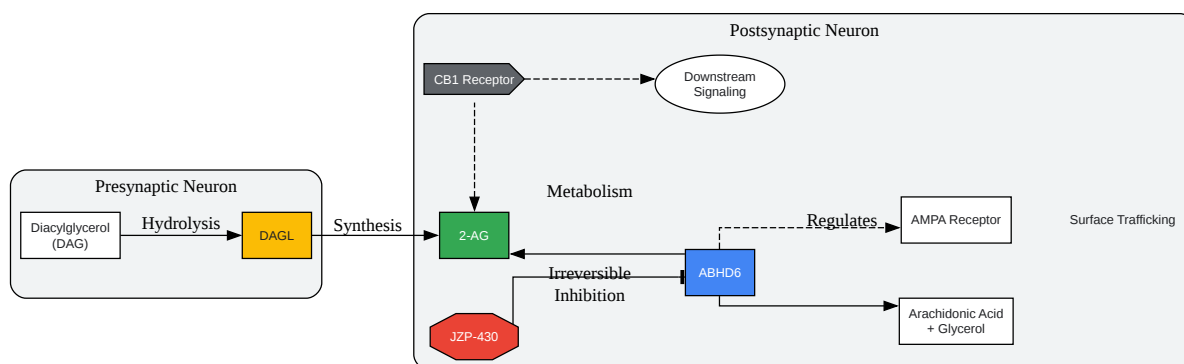 Postsynaptic Neuron
CB1 Receptor
Downstream
Signaling
Presynaptic Neuron
Metabolism
Diacylglycerol
(DAG)
Hydrolysis
DAGL
Synthesis
2-AG
Regulates
AMPA Receptor
Surface Trafficking
Irreversible
Inhibition
ABHD6
JZP-430
Arachidonic Acid
+ Glycerol